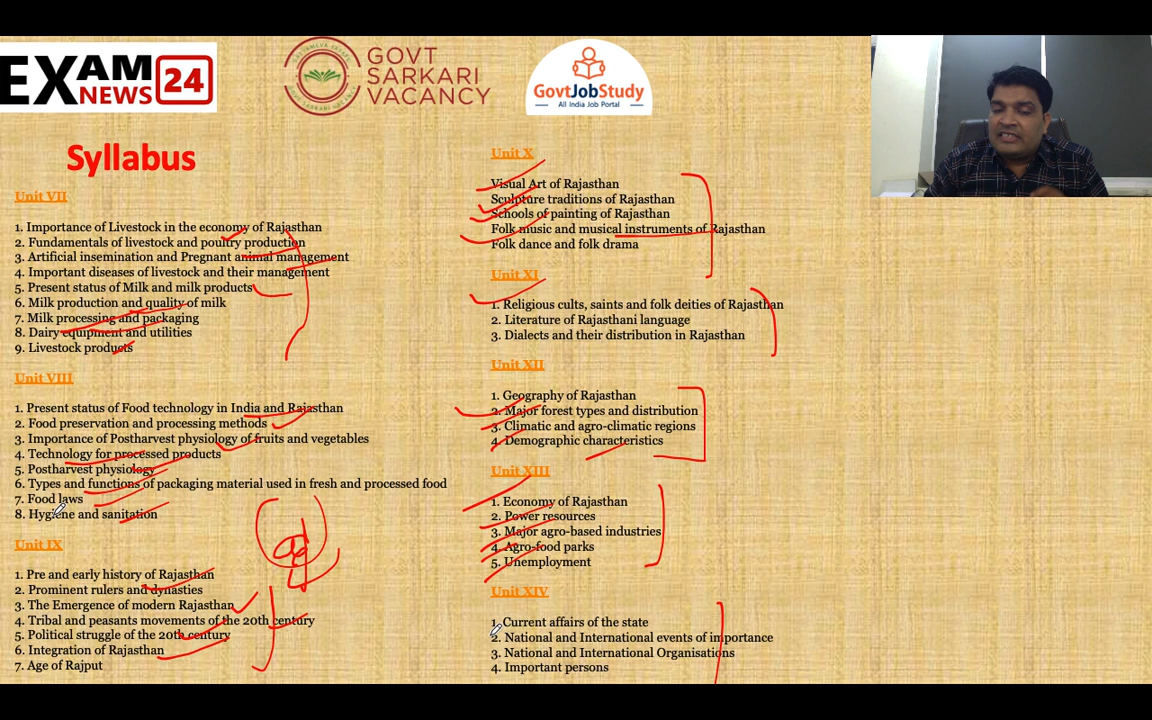 EXAM
NEWS
24
GOVT
SARKARI
VACANCY
GovtJobStudy
All India Job Portal
Syllabus
Unit VII
1. Importance of Livestock in the economy of Rajasthan
2. Fundamentals of livestock and poultry production
3. Artificial insemination and Pregnant animal management
4. Important diseases of livestock and their management
5. Present status of Milk and milk products
6. Milk production and quality of milk
7. Milk processing and packaging
8. Dairy equipment and utilities
9. Livestock products
Unit VIII
1. Present status of Food technology in India and Rajasthan
2. Food preservation and processing methods
3. Importance of Postharvest physiology of fruits and vegetables
4. Technology for processed products
5. Postharvest physiology
6. Types and functions of packaging material used in fresh and processed food
7. Food laws
8. Hygiene and sanitation
Unit IX
1. Pre and early history of Rajasthan
2. Prominent rulers and dynasties
3. The Emergence of modern Rajasthan
4. Tribal and peasants movements of the 20th century
5. Political struggle of the 20th century
6. Integration of Rajasthan
7. Age of Rajput
Unit X
Visual Art of Rajasthan
Sculpture traditions of Rajasthan
Schools of painting of Rajasthan
Folk music and musical instruments of Rajasthan
Folk dance and folk drama
Unit XI
1. Religious cults, saints and folk deities of Rajasthan
2. Literature of Rajasthani language
3. Dialects and their distribution in Rajasthan
Unit XII
1. Geography of Rajasthan
2. Major forest types and distribution
3. Climatic and agro-climatic regions
4. Demographic characteristics
Unit XIII
1. Economy of Rajasthan
2. Power resources
3. Major agro-based industries
4. Agro-food parks
5. Unemployment
Unit XIV
1. Current affairs of the state
2. National and International events of importance
3. National and International Organisations
4. Important persons